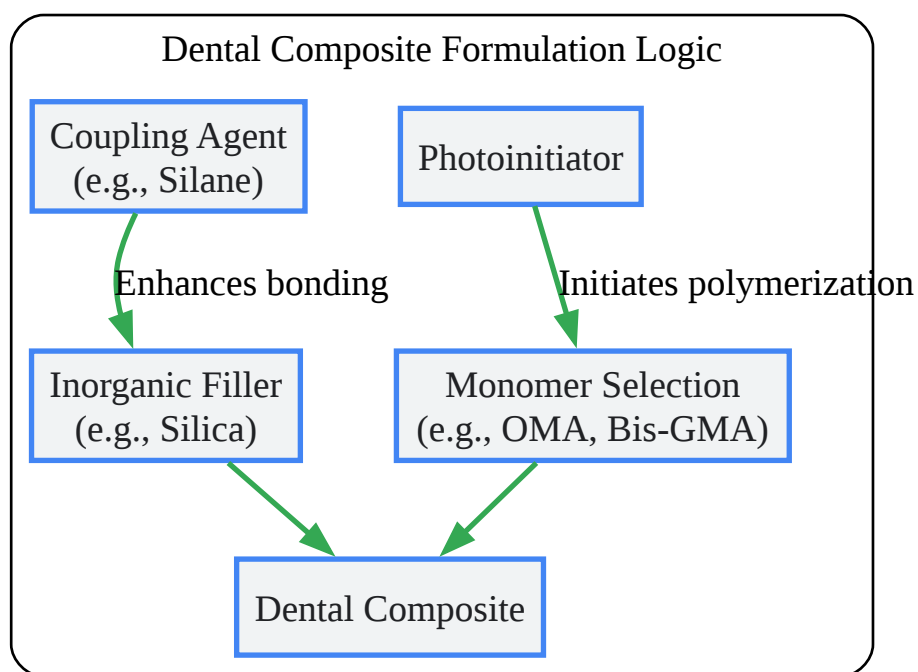 Dental Composite Formulation Logic
Coupling Agent
(e.g., Silane)
Photoinitiator
Enhances bonding
Initiates polymerization
Inorganic Filler
(e.g., Silica)
Monomer Selection
(e.g., OMA, Bis-GMA)
Dental Composite